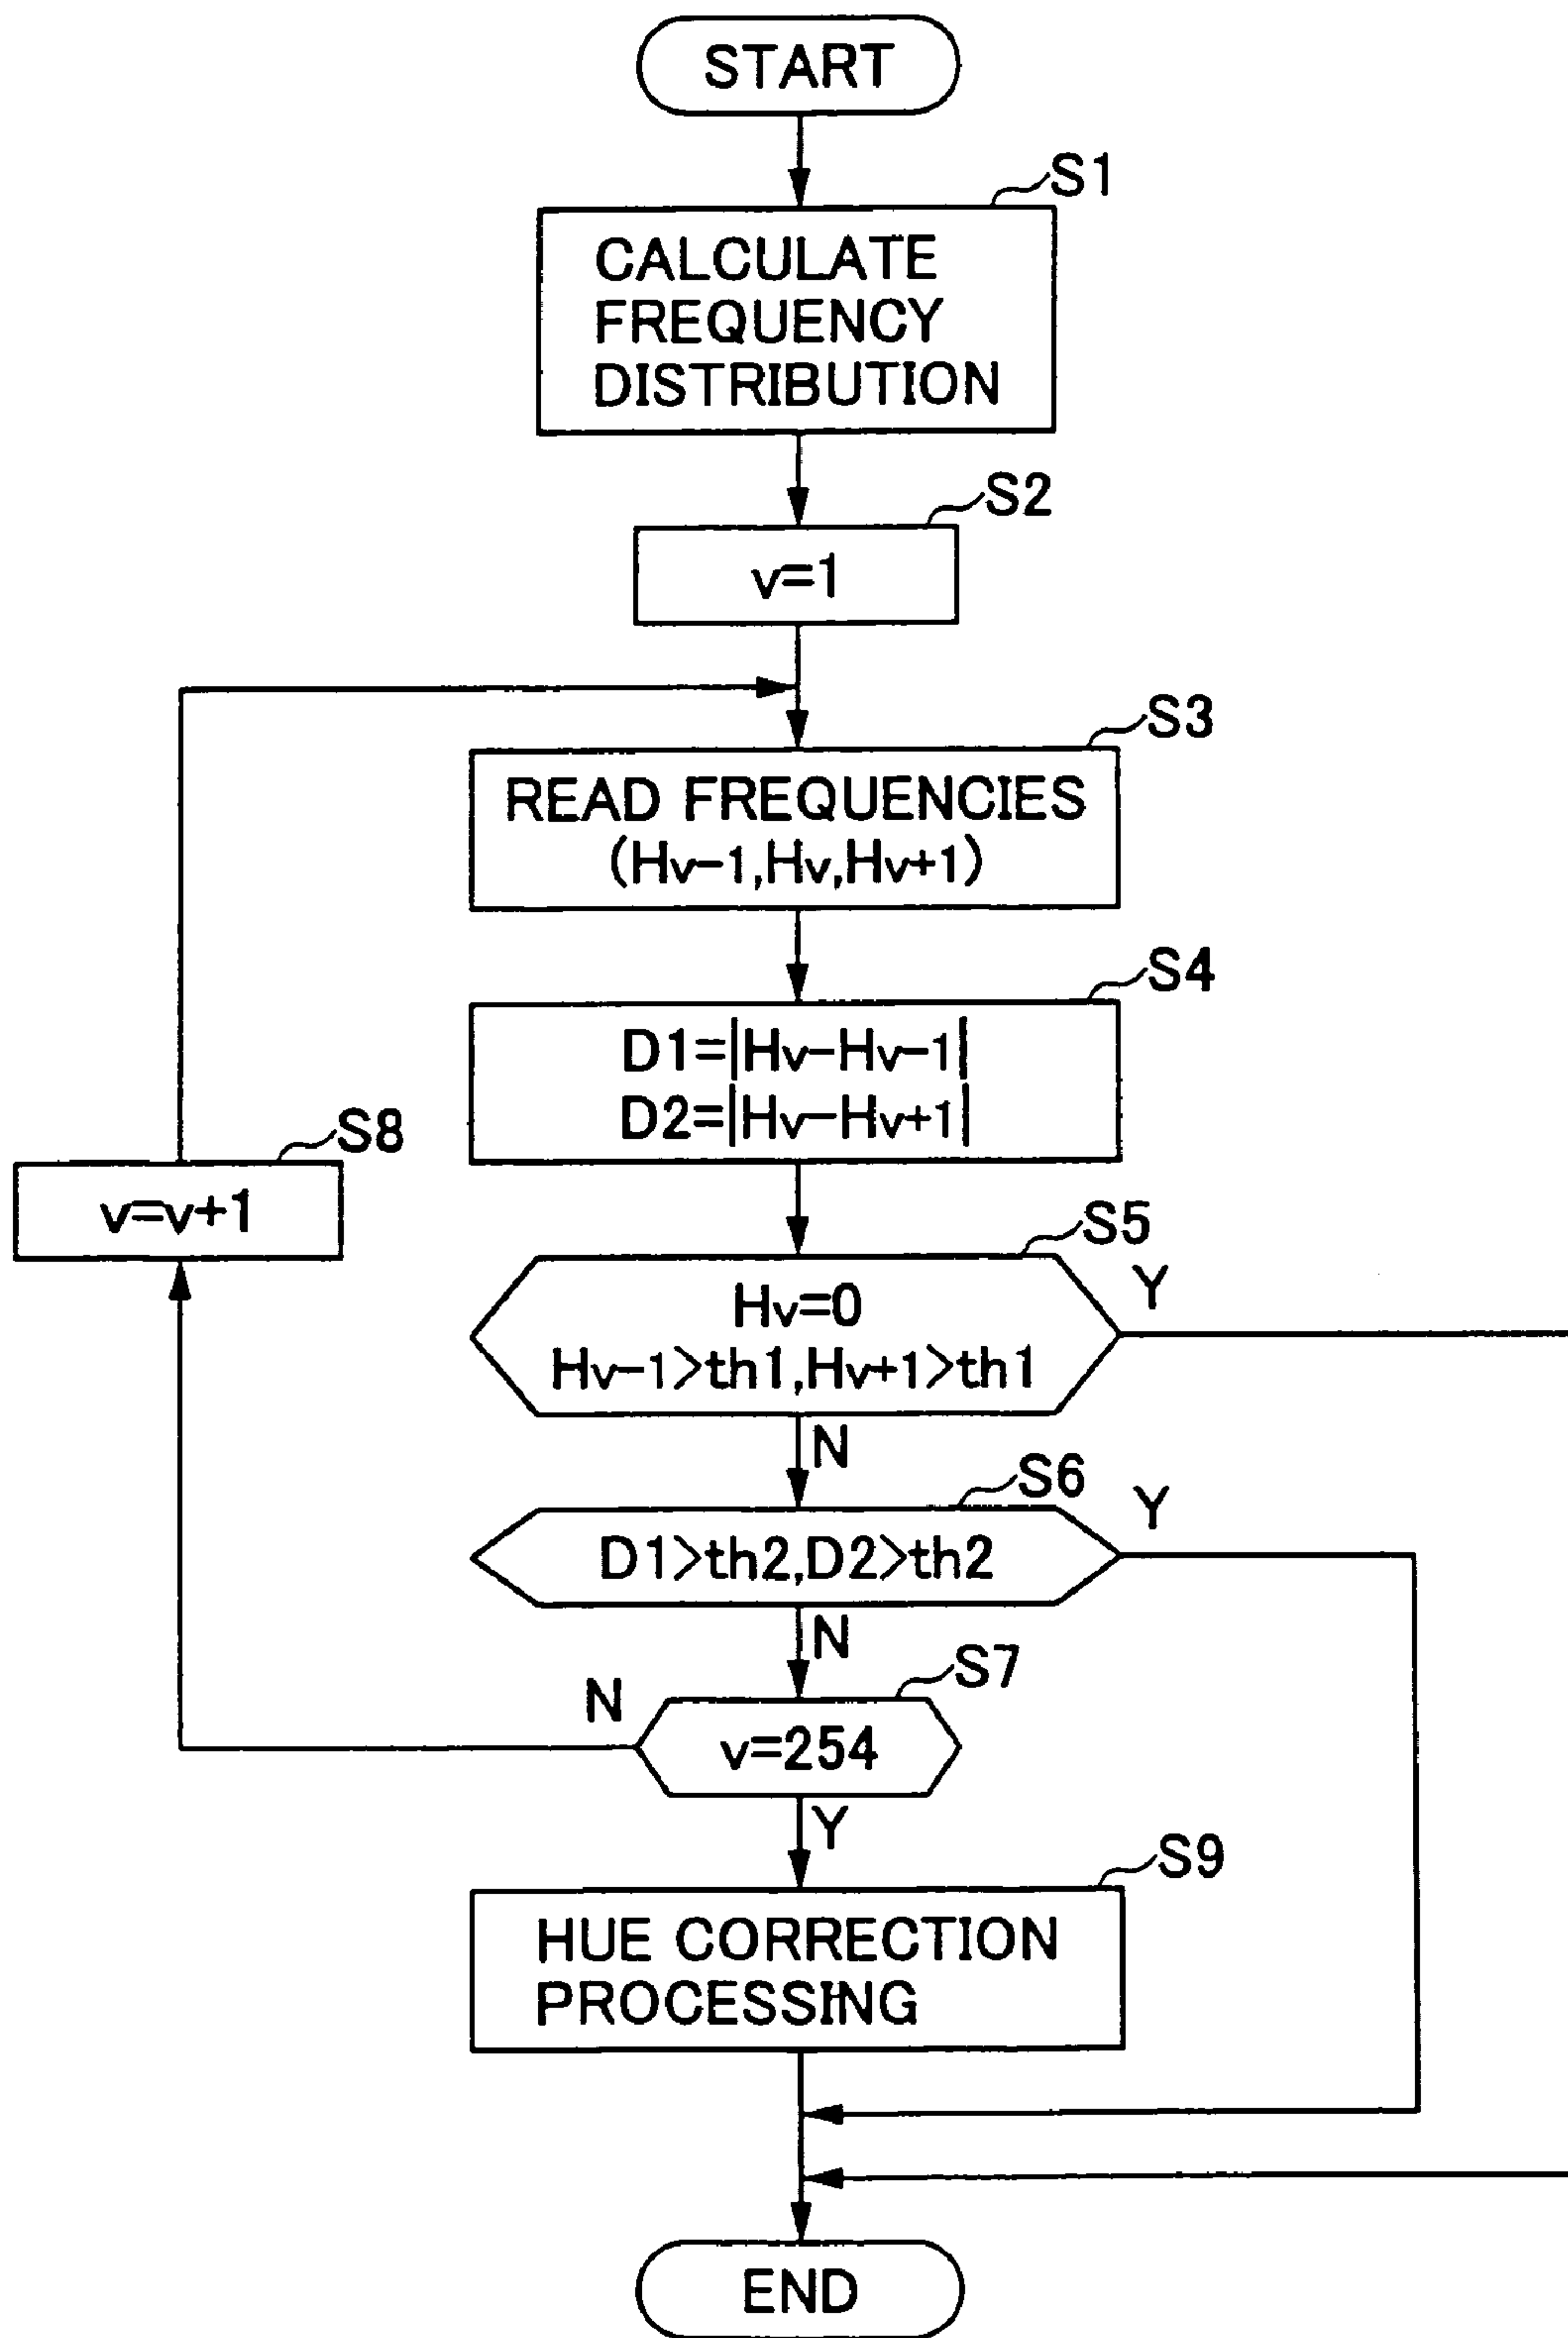 START
S1
CALCULATE
FREQUENCY
DISTRIBUTION
S2
v=1
S3
READ FREQUENCIES
(Hv-1,Hv,Hv+1)
S4
D1=|Hv-Hv-1|
D2=|Hv-Hv+1|
S8
v=v+1
S5
Hv=0
Hv-1>th1,Hv+1>th1
Y
N
S6
D1>th2,D2>th2
Y
N
S7
v=254
N
Y
S9
HUE CORRECTION
PROCESSING
END